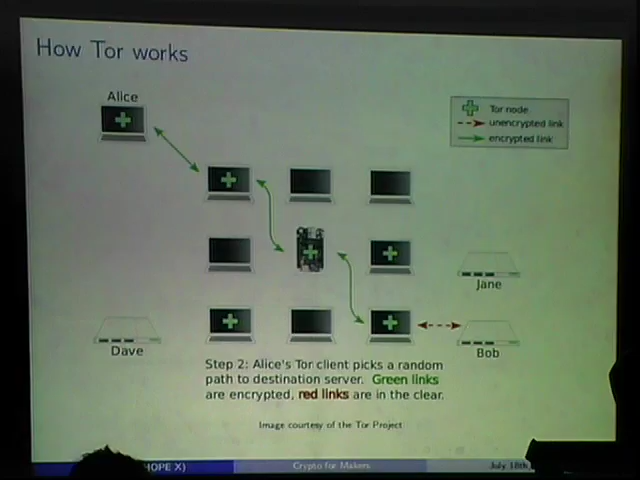 How Tor works
Alice
Tor node
unencrypted link
encrypted link
Jane
Dave
Bob
Step 2: Alice's Tor client picks a random
path to destination server. Green links
are encrypted, red links are in the clear.
Image courtesy of the Tor Project
HOPE X)
Crypto for Makers
July 18th